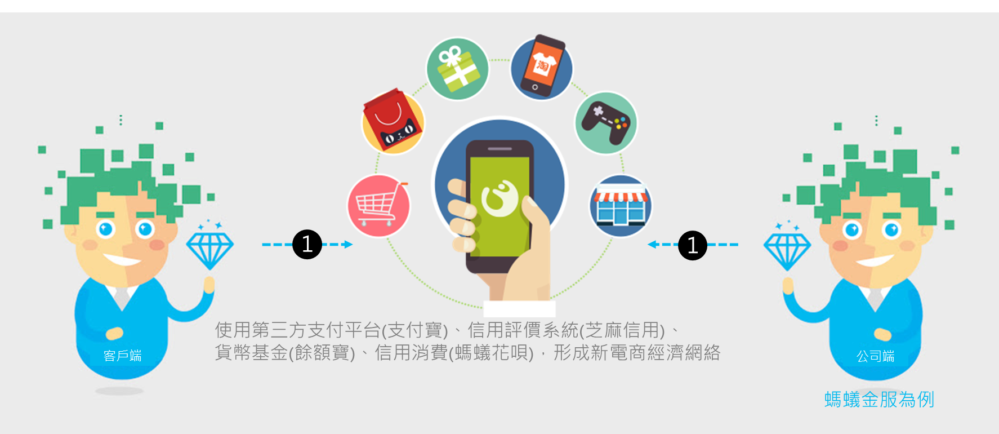 淘
1
1
使用第三方支付平台(支付寶)、信用評價系統(芝麻信用)、
貨幣基金(餘額寶)、信用消費(螞蟻花唄)，形成新電商經濟網絡
客戶端
公司端
螞蟻金服為例